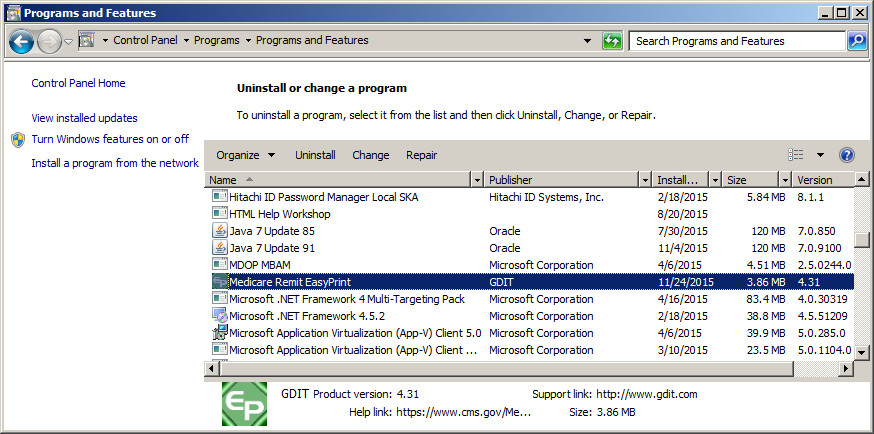 Programs and Features
Control Panel Programs Programs and Features Search Programs and Features
Control Panel Home
View installed updates
Turn Windows features on or off
Install a program from the network
Uninstall or change a program
To uninstall a program, select it from the list and then click Uninstall, Change, or Repair.
Organize Uninstall Change Repair
Name Publisher Install... Size Version
Hitachi ID Password Manager Local SKA Hitachi ID Systems, Inc. 2/18/2015 5.84 MB 8.1.1
HTML Help Workshop 8/20/2015
Java 7 Update 85 Oracle 7/30/2015 120 MB 7.0.850
Java 7 Update 91 Oracle 11/4/2015 120 MB 7.0.9100
MDOP MBAM Microsoft Corporation 4/6/2015 4.51 MB 2.5.0244.0
Medicare Remit EasyPrint GDIT 11/24/2015 3.86 MB 4.31
Microsoft .NET Framework 4 Multi-Targeting Pack Microsoft Corporation 4/16/2015 83.4 MB 4.0.30319
Microsoft .NET Framework 4.5.2 Microsoft Corporation 2/18/2015 38.8 MB 4.5.51209
Microsoft Application Virtualization (App-V) Client 5.0 Microsoft Corporation 4/6/2015 39.9 MB 5.0.285.0
Microsoft Application Virtualization (App-V) Client ... Microsoft Corporation 3/10/2015 23.5 MB 5.0.1104.0
EP
GDIT Product version: 4.31 Support link: http://www.gdit.com
Help link: https://www.cms.gov/Me... Size: 3.86 MB